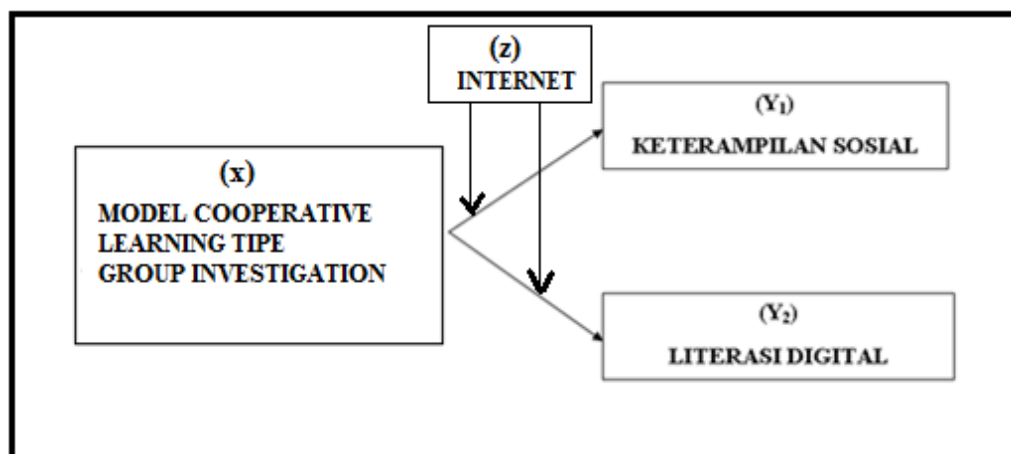 (z)
INTERNET
(Y₁)
KETERAMPILAN SOSIAL
(x)
MODEL COOPERATIVE
LEARNING TIPE
GROUP INVESTIGATION
(Y₂)
LITERASI DIGITAL